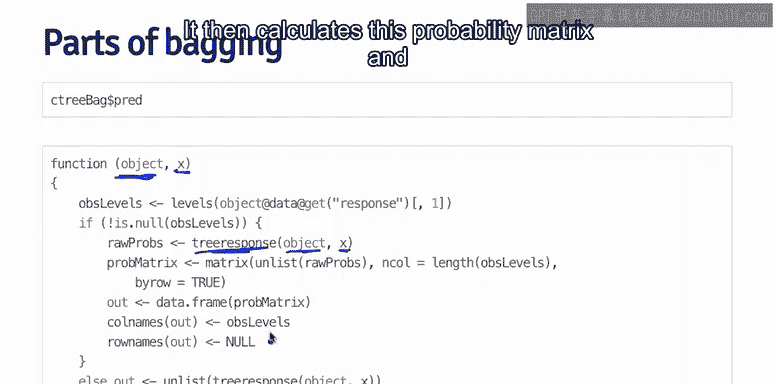 It then calculates this probability matrix
and
Parts of bagging
ctreeBag$pred
function (object, x)
{
obsLevels <- levels(object@data@get("response")[, 1])
if (!is.null(obsLevels)) {
rawProbs <- treeresponse(object, x)
probMatrix <- matrix(unlist(rawProbs), ncol = length(obsLevels),
byrow = TRUE)
out <- data.frame(probMatrix)
colnames(out) <- obsLevels
rownames(out) <- NULL
}
else out <- unlist(treeresponse(object, x))